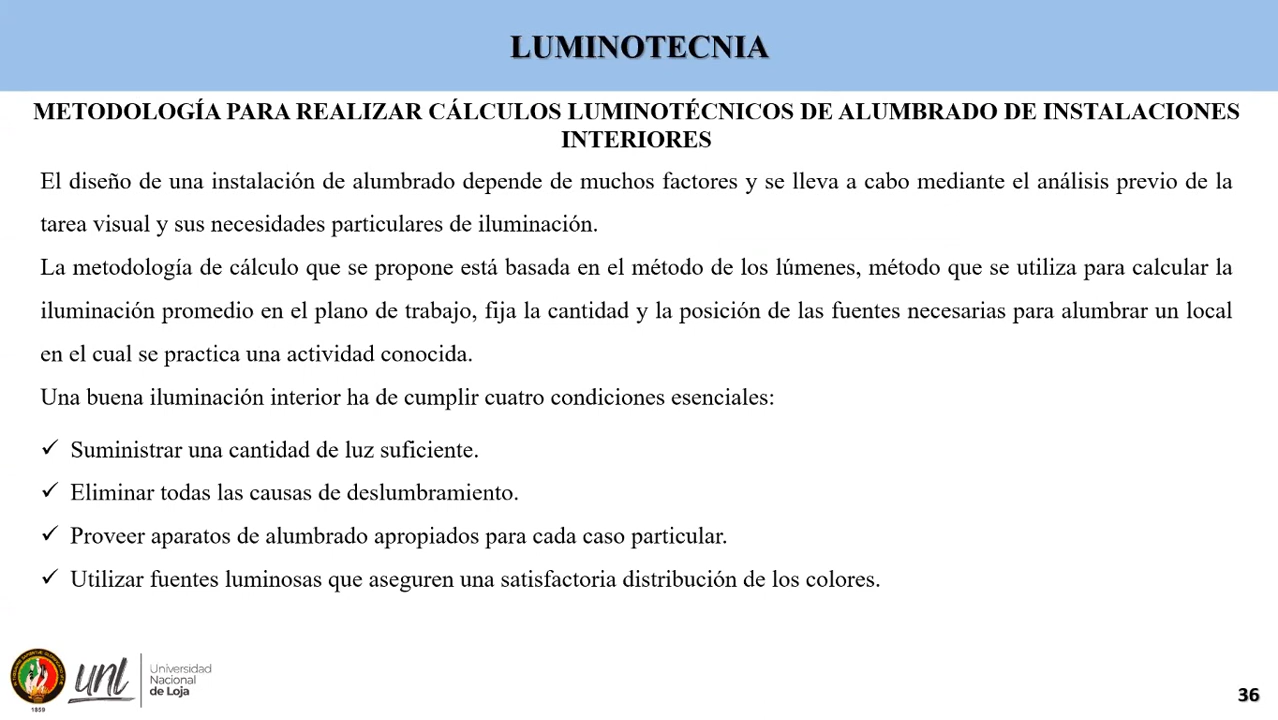 LUMINOTECNIA
METODOLOGÍA PARA REALIZAR CÁLCULOS LUMINOTÉCNICOS DE ALUMBRADO DE INSTALACIONES
INTERIORES
El diseño de una instalación de alumbrado depende de muchos factores y se lleva a cabo mediante el análisis previo de la
tarea visual y sus necesidades particulares de iluminación.
La metodología de cálculo que se propone está basada en el método de los lúmenes, método que se utiliza para calcular la
iluminación promedio en el plano de trabajo, fija la cantidad y la posición de las fuentes necesarias para alumbrar un local
en el cual se practica una actividad conocida.
Una buena iluminación interior ha de cumplir cuatro condiciones esenciales:
✓ Suministrar una cantidad de luz suficiente.
✓ Eliminar todas las causas de deslumbramiento.
✓ Proveer aparatos de alumbrado apropiados para cada caso particular.
✓ Utilizar fuentes luminosas que aseguren una satisfactoria distribución de los colores.
1859
unl
Universidad
Nacional
de Loja
36